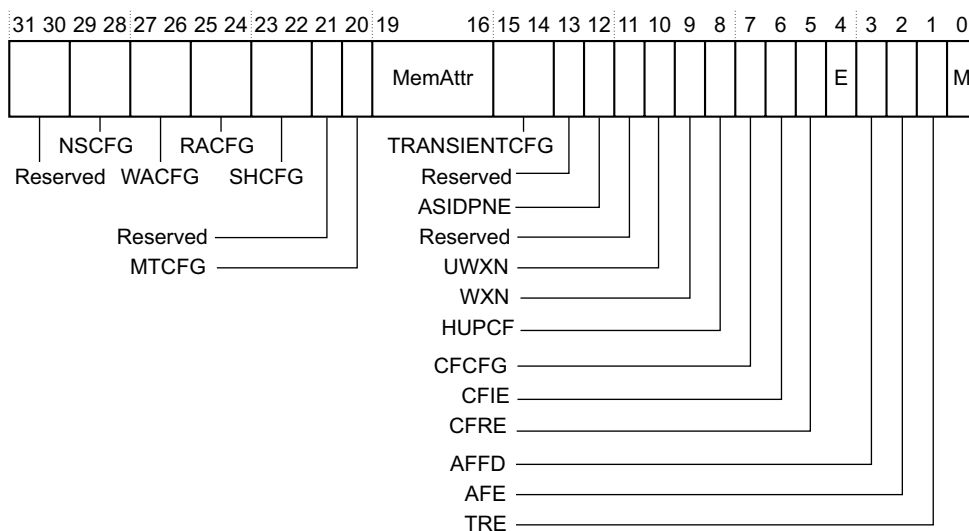 31 30 29 28 27 26 25 24 23 22 21 20 19 16 15 14 13 12 11 10 9 8 7 6 5 4 3 2 1 0
MemAttr E M
NSCFG RACFG TRANSIENTCFG
Reserved WACFG SHCFG Reserved
ASIDPNE
Reserved Reserved
MTCFG UWXN
WXN
HUPCF
CFCFG
CFIE
CFRE
AFFD
AFE
TRE